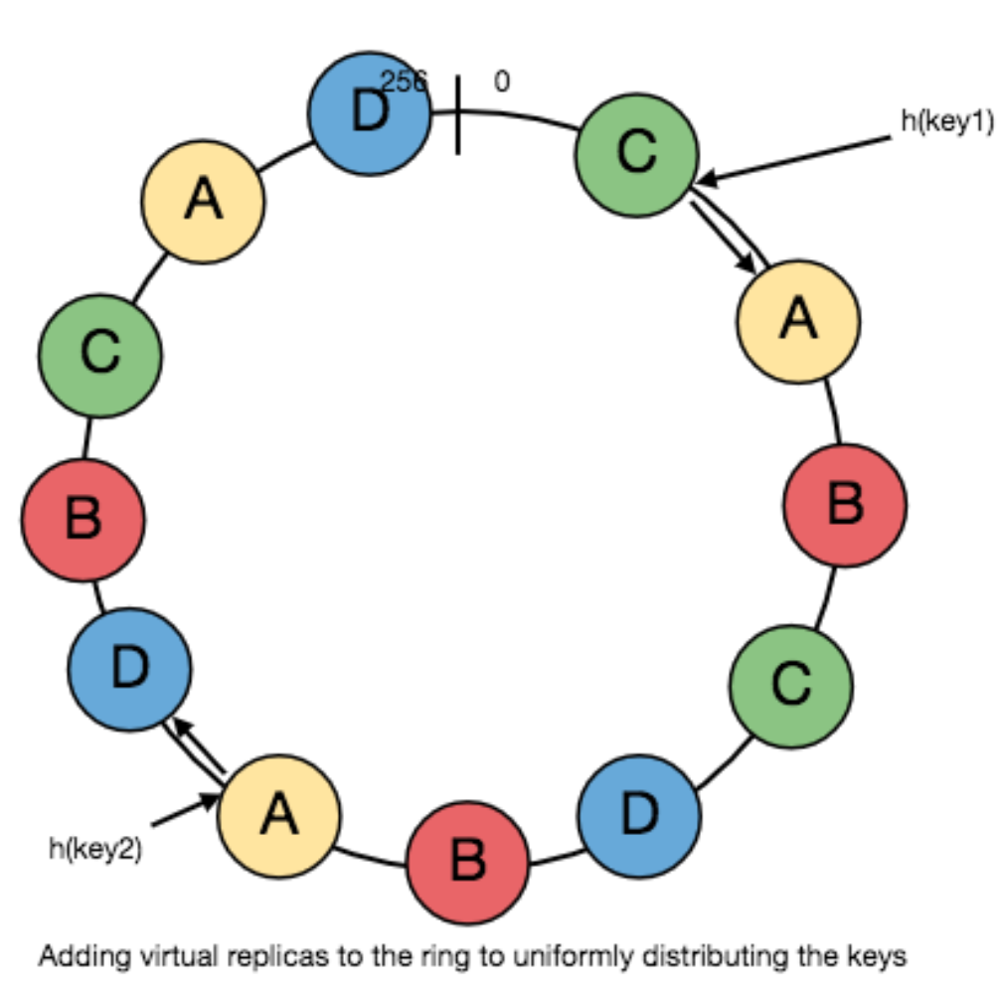 256
0
D
C
h(key1)
A
A
C
B
B
D
C
h(key2)
A
D
B
Adding virtual replicas to the ring to uniformly distributing the keys